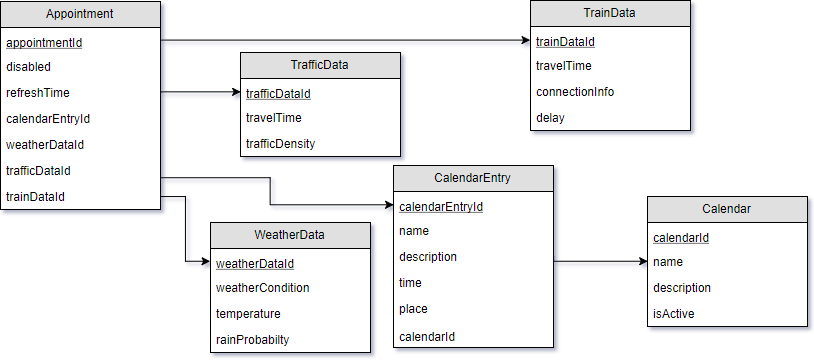 Appointment
appointmentId
disabled
refreshTime
calendarEntryId
weatherDataId
trafficDataId
trainDataId
TrafficData
trafficDataId
travelTime
trafficDensity
TrainData
trainDataId
travelTime
connectionInfo
delay
WeatherData
weatherDataId
weatherCondition
temperature
rainProbabilty
CalendarEntry
calendarEntryId
name
description
time
place
calendarId
Calendar
calendarId
name
description
isActive